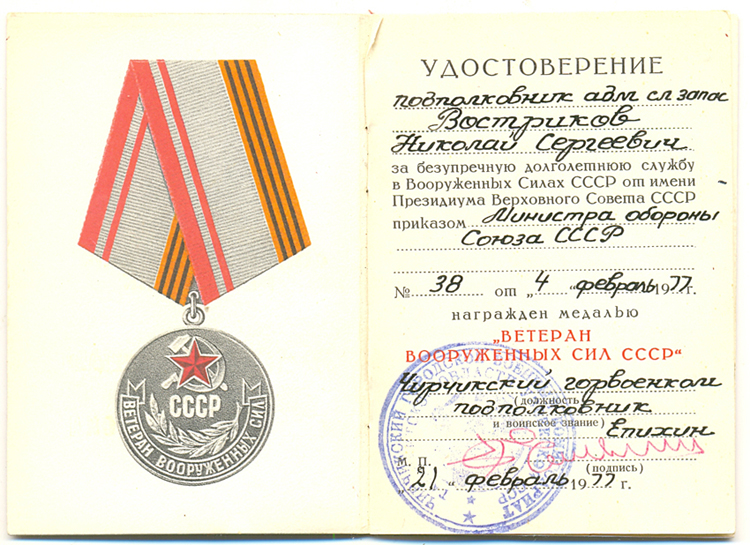 СССР
ВЕТЕРАН ВООРУЖЕННЫХ СИЛ
УДОСТОВЕРЕНИЕ
подполковник адм сл запас
Востриков
Николай Сергеевич
за безупречную долголетнюю службу
в Вооруженных Силах СССР от имени
Президиума Верховного Совета СССР
приказом Министра обороны
Союза СССР
№ 38 от „4 “ февраль 1977 г.
награжден медалью
„ВЕТЕРАН
ВООРУЖЕННЫХ СИЛ СССР“
Чирчикский горвоенком
(должность
подполковник
и воинское звание) Епихин
М. П. (подпись)
„21 “ февраль 1977 г.